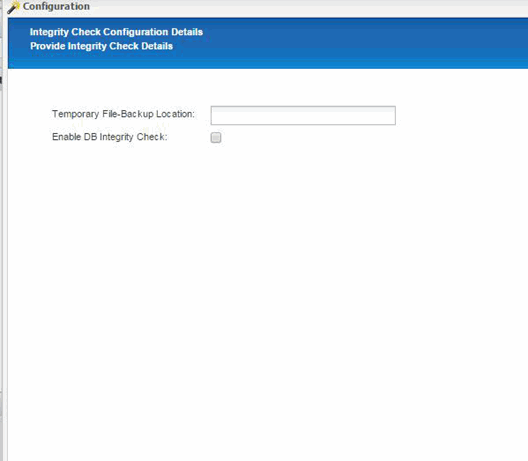 Configuration
Integrity Check Configuration Details
Provide Integrity Check Details
Temporary File-Backup Location:
Enable DB Integrity Check: